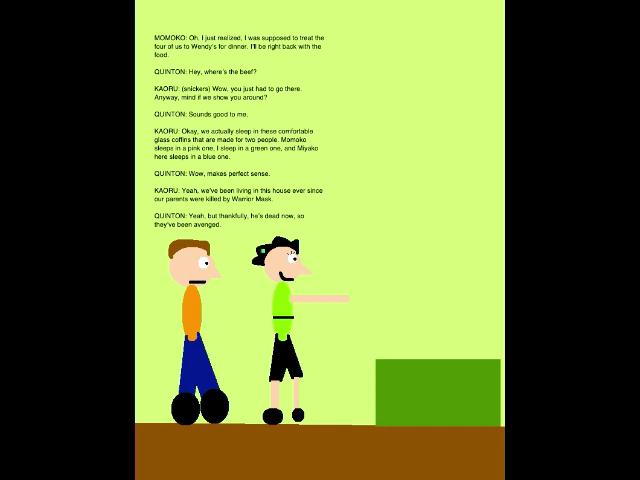 MOMOKO: Oh, I just realized, I was supposed to treat the
four of us to Wendy's for dinner. I'll be right back with the
food.
QUINTON: Hey, where's the beef?
KAORU: (snickers) Wow, you just had to go there.
Anyway, mind if we show you around?
QUINTON: Sounds good to me.
KAORU: Okay, we actually sleep in these comfortable
glass coffins that are made for two people. Momoko
sleeps in a pink one, I sleep in a green one, and Miyako
here sleeps in a blue one.
QUINTON: Wow, makes perfect sense.
KAORU: Yeah, we've been living in this house ever since
our parents were killed by Warrior Mask.
QUINTON: Yeah, but thankfully, he's dead now, so
they've been avenged.